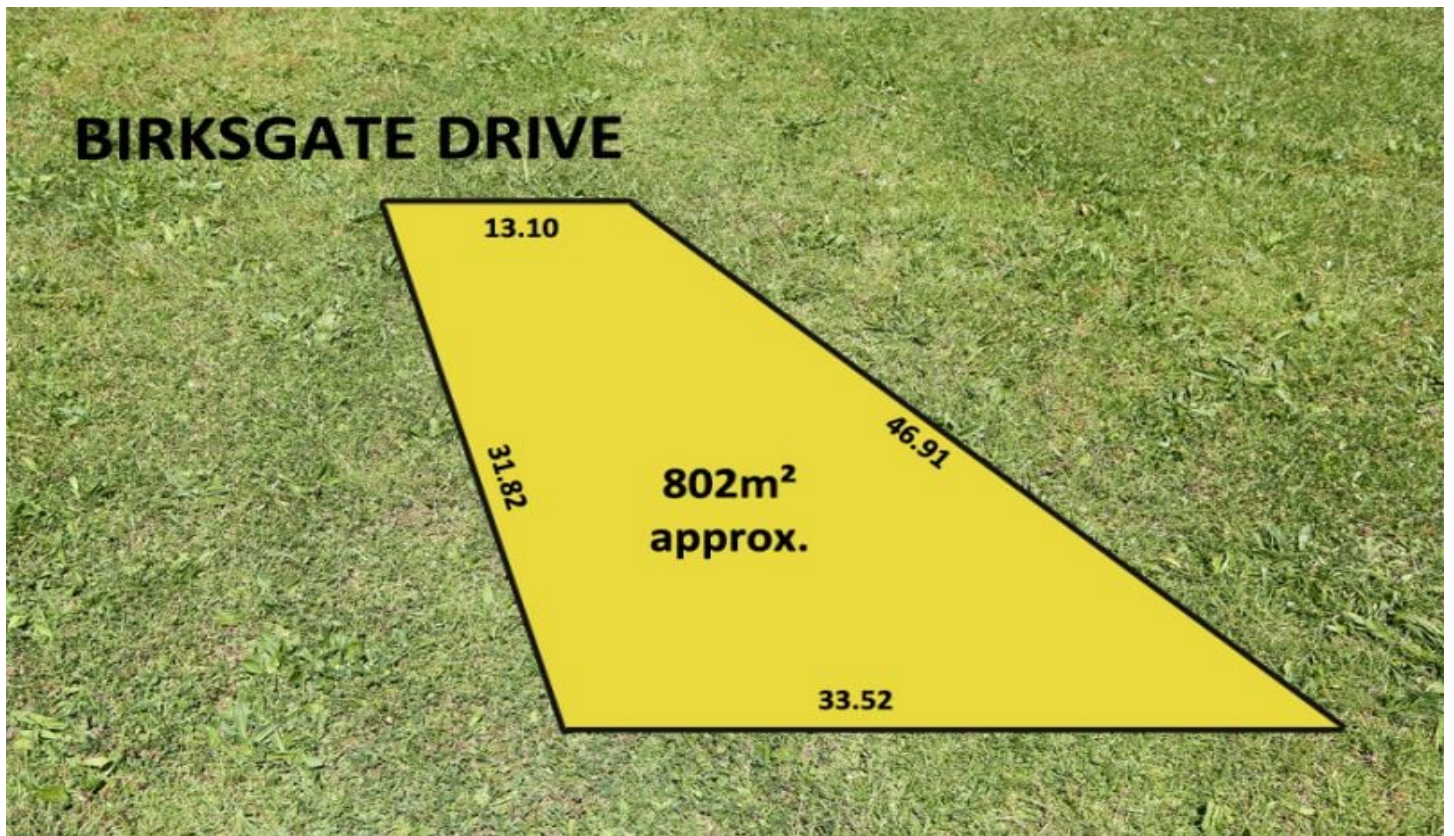 BIRKSGATE DRIVE
13.10
46.91
31.82
802m²
approx.
33.52